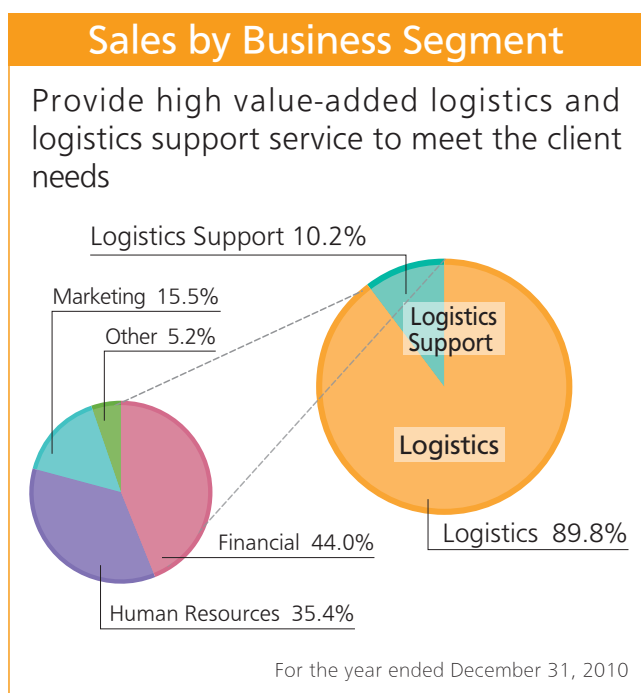 Sales by Business Segment
Provide high value-added logistics and
logistics support service to meet the client
needs
Logistics Support 10.2%
Marketing 15.5%
Other 5.2%
Logistics
Support
Logistics
Logistics 89.8%
Financial 44.0%
Human Resources 35.4%
For the year ended December 31, 2010